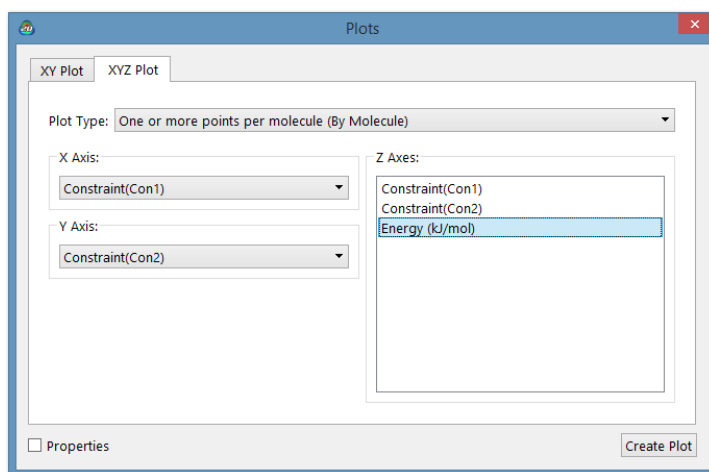 Plots
XY Plot
XYZ Plot
Plot Type: One or more points per molecule (By Molecule)
X Axis:
Constraint(Con1)
Y Axis:
Constraint(Con2)
Z Axes:
Constraint(Con1)
Constraint(Con2)
Energy (kJ/mol)
Properties
Create Plot